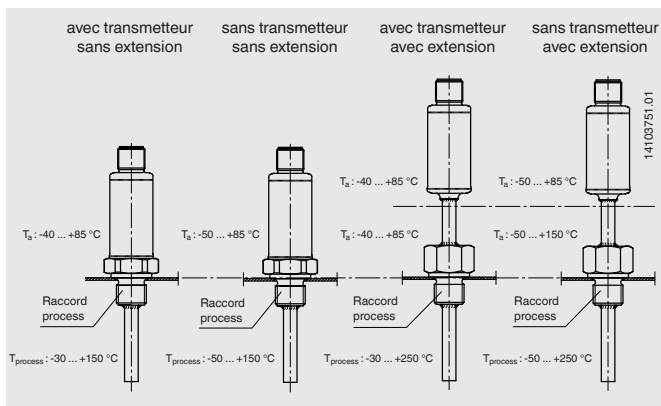 avec transmetteur
sans extension
sans transmetteur
sans extension
avec transmetteur
avec extension
sans transmetteur
avec extension
14103751.01
Ta : -40 ... +85 °C
Ta : -50 ... +85 °C
Ta : -40 ... +85 °C
Ta : -50 ... +85 °C
Ta : -40 ... +85 °C
Ta : -50 ... +150 °C
Raccord
process
Raccord
process
Raccord
process
Raccord
process
Tprocess : -30 ... +150 °C
Tprocess : -50 ... +150 °C
Tprocess : -30 ... +250 °C
Tprocess : -50 ... +250 °C